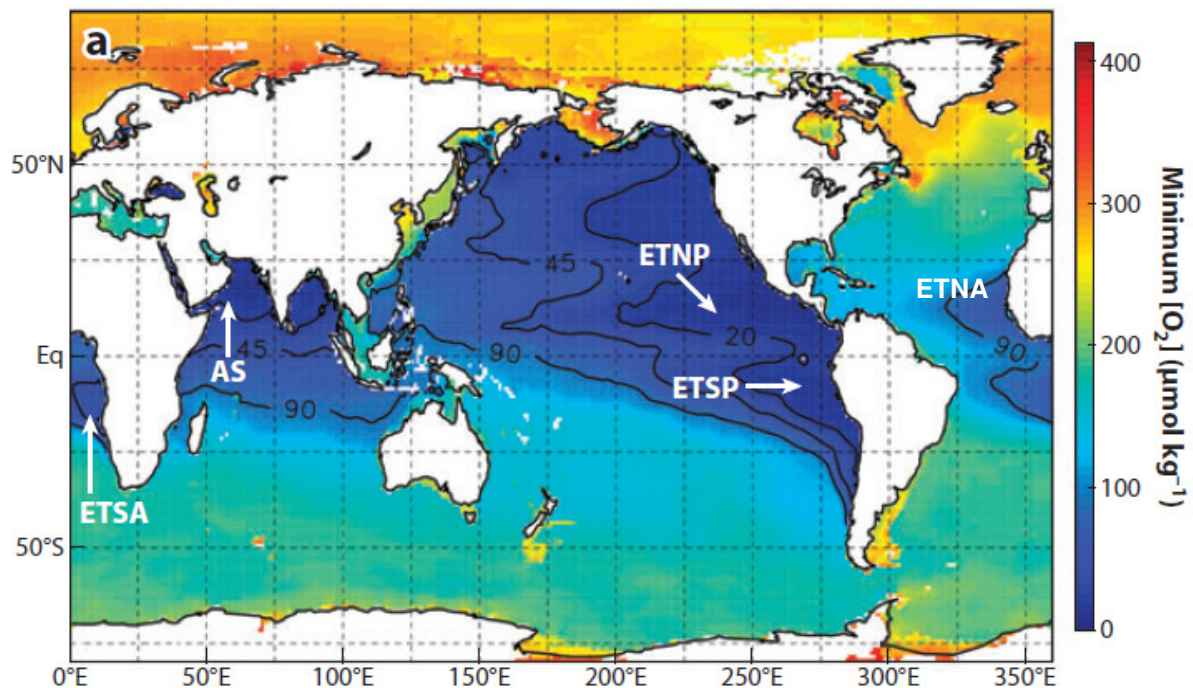 a
400
50°N
300
45
ETNP
ETNA
Minimum [O₂] (μmol kg⁻¹)
200
20
90
90
Eq
45
AS
ETSP
90
100
ETSA
50°S
0
0°E
50°E
100°E
150°E
200°E
250°E
300°E
350°E